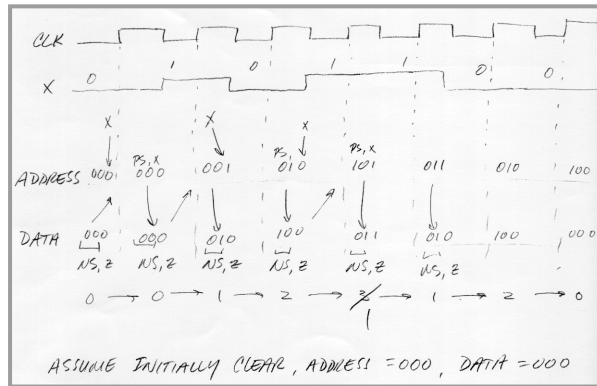 CLK
0 1 0 1 1 0 0
X
X X X
PS, X PS, PS, X
ADDRESS 000 000 001 010 101 011 010 100
DATA 000 000 010 100 011 010 100 000
NS, Z NS, Z NS, Z NS, Z NS, Z NS, Z
0 → 0 → 1 → 2 → → 1 → 2 → 0
1
ASSUME INITIALLY CLEAR, ADDRESS = 000, DATA = 000